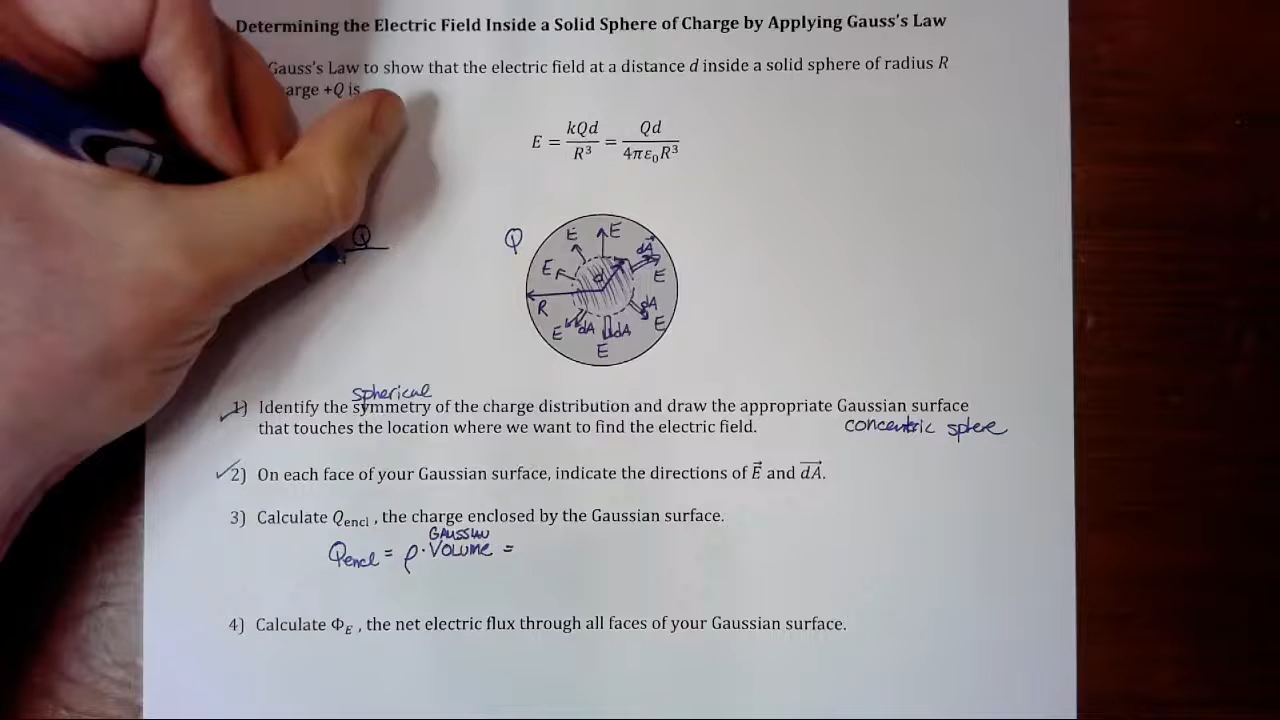 Determining the Electric Field Inside a Solid Sphere of Charge by Applying Gauss's Law
Gauss's Law to show that the electric field at a distance d inside a solid sphere of radius R
arge +Q is
E = kQd/R³ = Qd/4πε₀R³
Q
Q
E
E
dA⃗
E
E
d
R
dA
E
E
dA
dA
E
spherical
1) Identify the symmetry of the charge distribution and draw the appropriate Gaussian surface
that touches the location where we want to find the electric field.
concentric sphere
2) On each face of your Gaussian surface, indicate the directions of E⃗ and dA⃗.
3) Calculate Qencl , the charge enclosed by the Gaussian surface.
GAUSSIAN
Qencl = ρ · VOLUME =
4) Calculate ΦE , the net electric flux through all faces of your Gaussian surface.